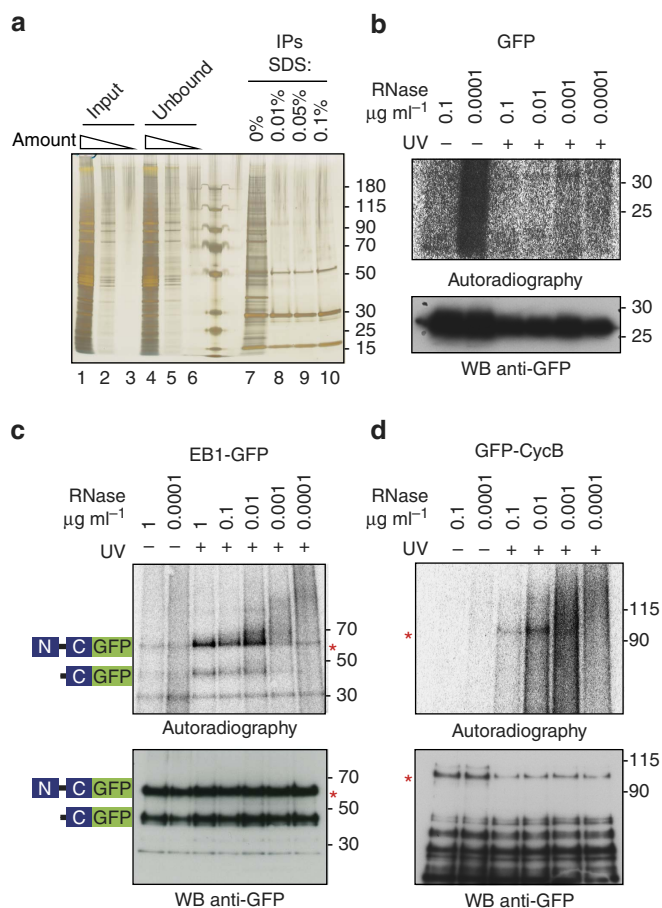 a
IPs
SDS:
Input
Unbound
0%
0.01%
0.05%
0.1%
Amount
180
115
90
70
50
30
25
15
1 2 3 4 5 6 7 8 9 10
b
GFP
RNase
µg ml⁻¹
0.1
0.0001
0.1
0.01
0.001
0.0001
UV – – + + + +
30
25
Autoradiography
30
25
WB anti-GFP
c
EB1-GFP
RNase
µg ml⁻¹
1
0.0001
1
0.1
0.01
0.001
0.0001
UV – – + + + + +
70
N C GFP *
50
C GFP
30
Autoradiography
70
N C GFP *
50
C GFP
30
WB anti-GFP
d
GFP-CycB
RNase
µg ml⁻¹
0.1
0.0001
0.1
0.01
0.001
0.0001
UV – – + + + +
115
* 90
Autoradiography
115
*
90
WB anti-GFP